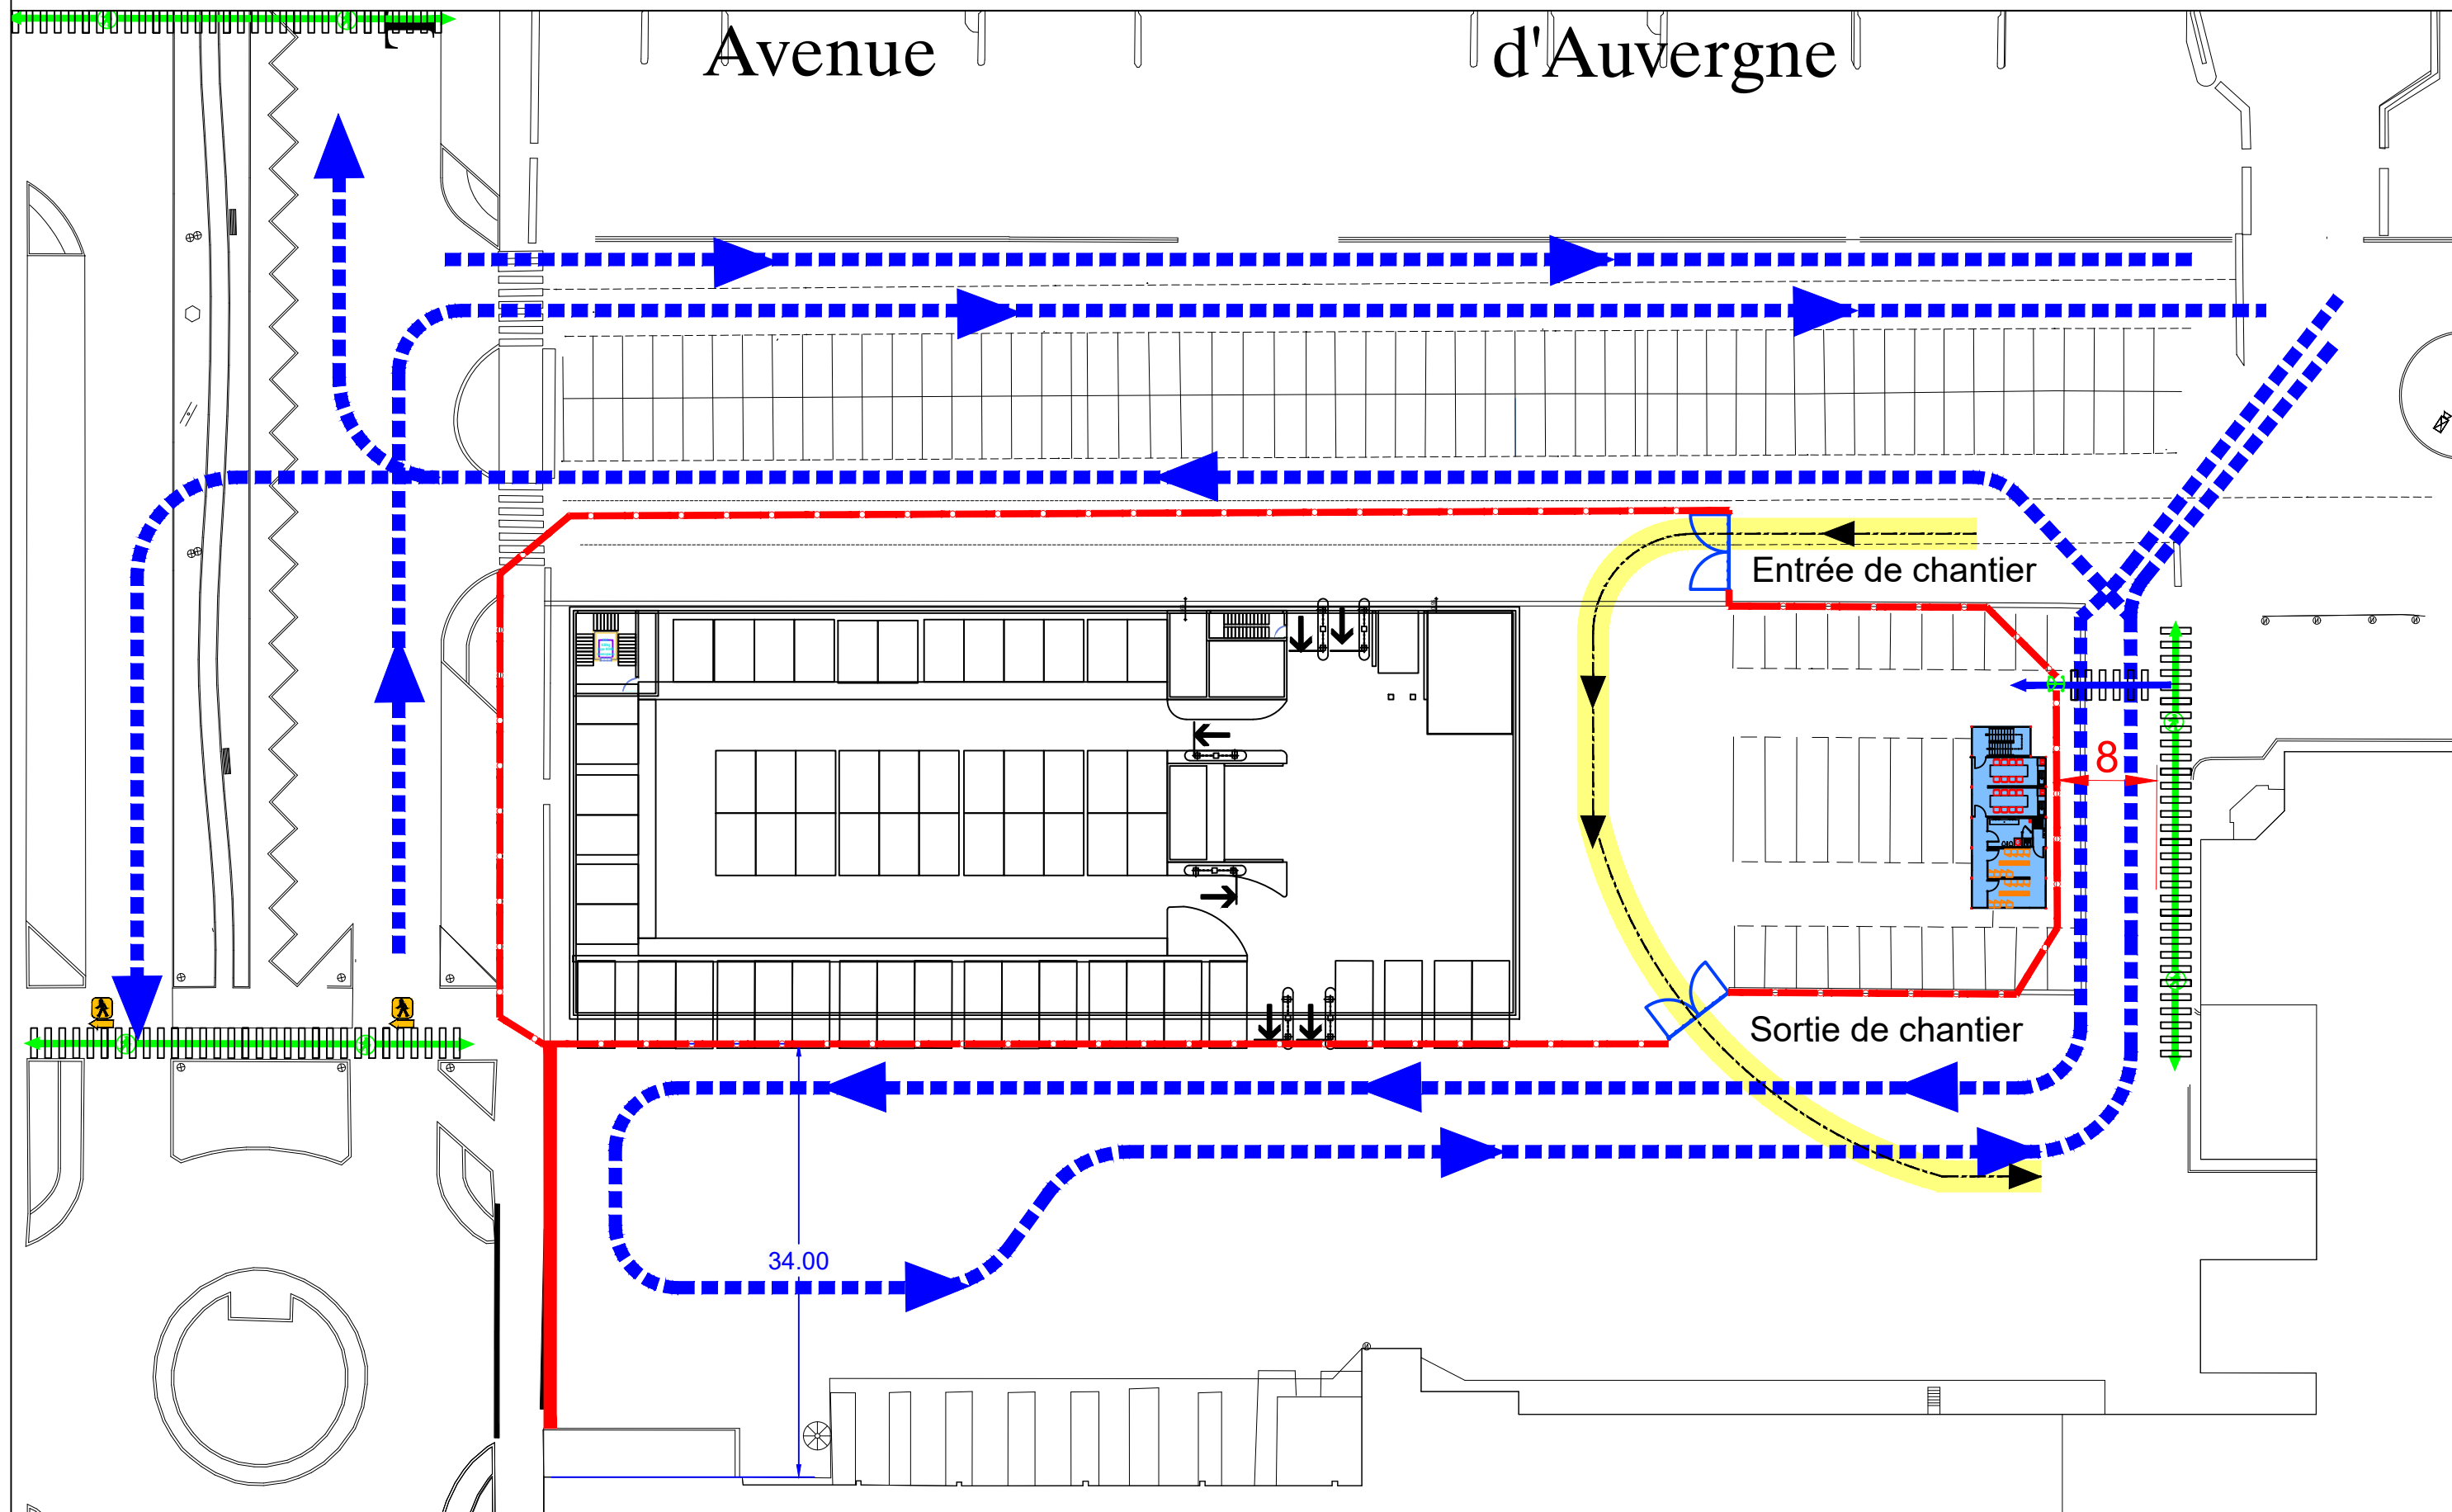 Avenue d'Auvergne
Entrée de chantier
8
Sortie de chantier
34.00